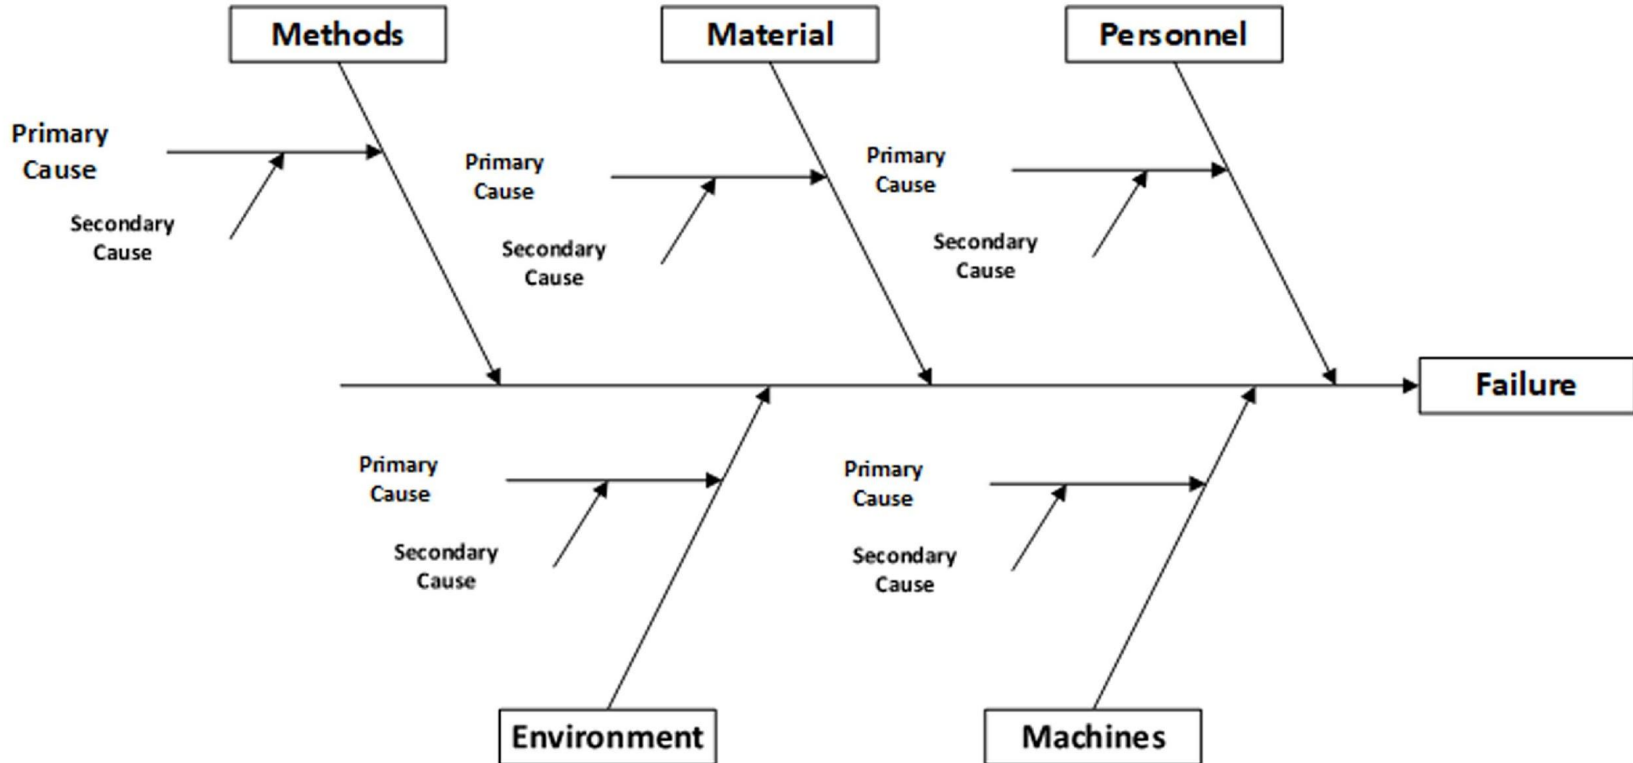 Methods
Material
Personnel
Primary
Cause
Secondary
Cause
Primary
Cause
Secondary
Cause
Primary
Cause
Secondary
Cause
Failure
Primary
Cause
Secondary
Cause
Primary
Cause
Secondary
Cause
Environment
Machines